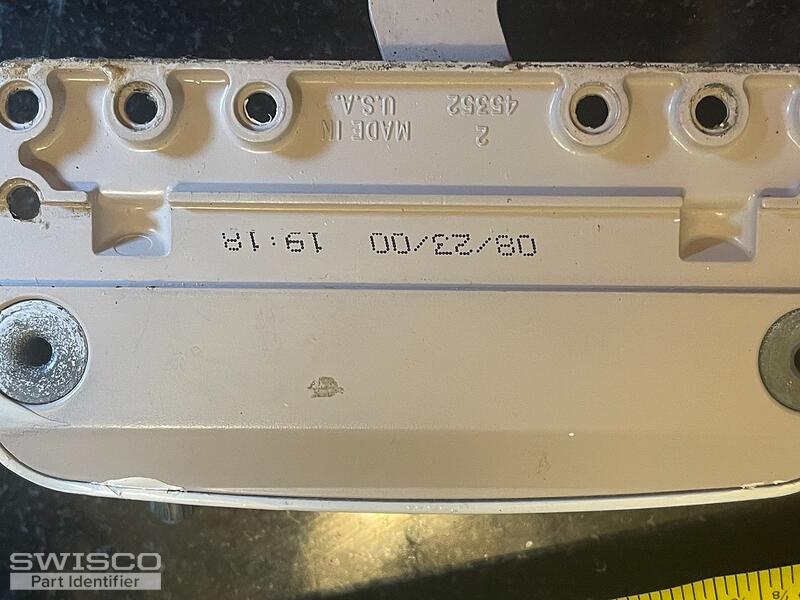 08/23/00 19:18
2
45352
MADE IN
U.S.A.
SWISCO
Part Identifier